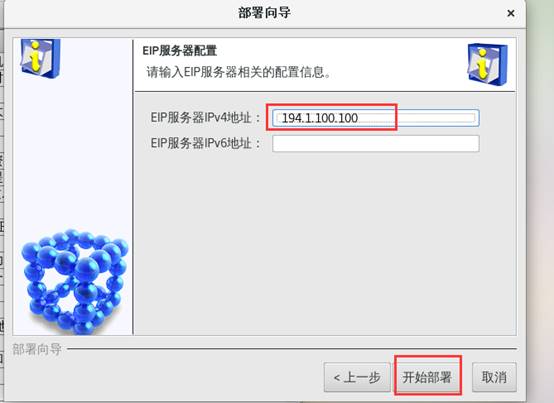 部署向导
EIP服务器配置
请输入EIP服务器相关的配置信息。
EIP服务器IPv4地址：
194.1.100.100
EIP服务器IPv6地址：
部署向导
< 上一步
开始部署
取消